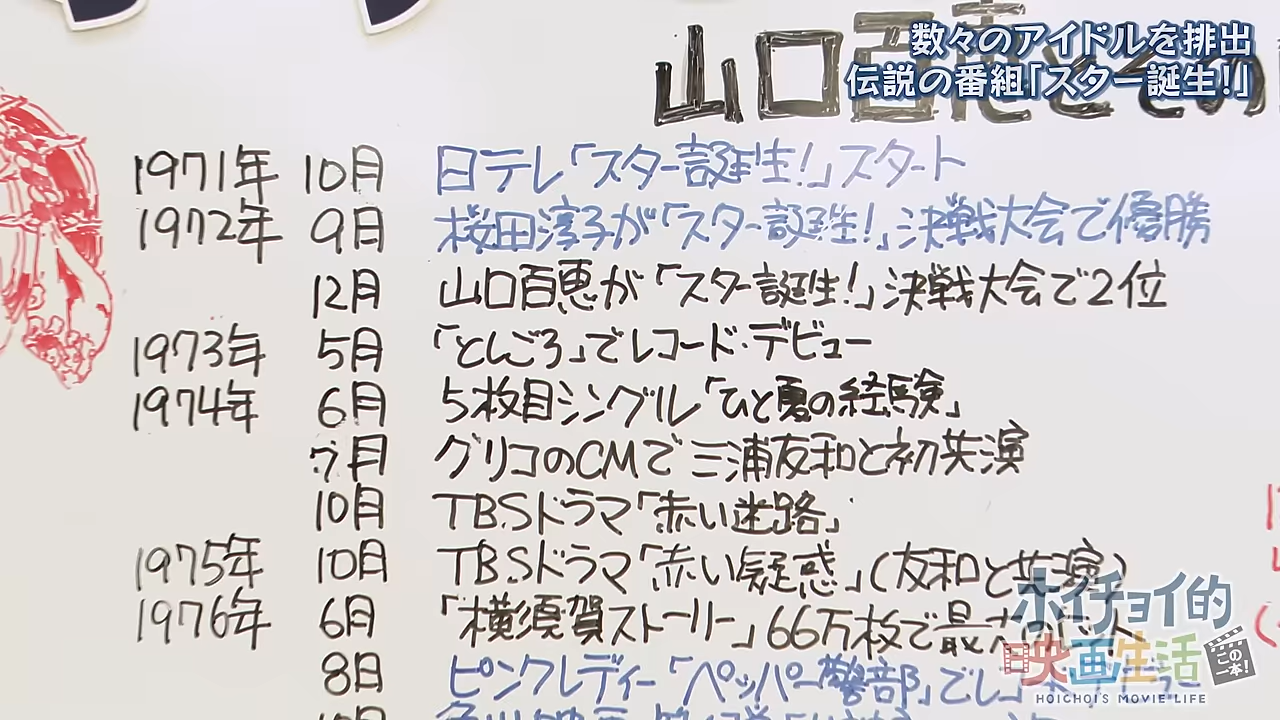 数々のアイドルを排出
伝説の番組「スター誕生!」
山口百恵とその
1971年 10月 日テレ「スター誕生!」スタート
1972年 9月 桜田淳子が「スター誕生!」決戦大会で優勝
12月 山口百恵が「スター誕生!」決戦大会で2位
1973年 5月 「としごろ」でレコード・デビュー
1974年 6月 5枚目シングル「ひと夏の経験」
7月 グリコのCMで三浦友和と初共演
10月 TBSドラマ「赤い迷路」
1975年 10月 TBSドラマ「赤い疑惑」(友和と共演)
1976年 6月 「横須賀ストーリー」66万枚で最大のヒット
8月 ピンクレディー「ペッパー警部」で
ホイチョイ的
映画生活
この一本!
HOICHOI'S MOVIE LIFE